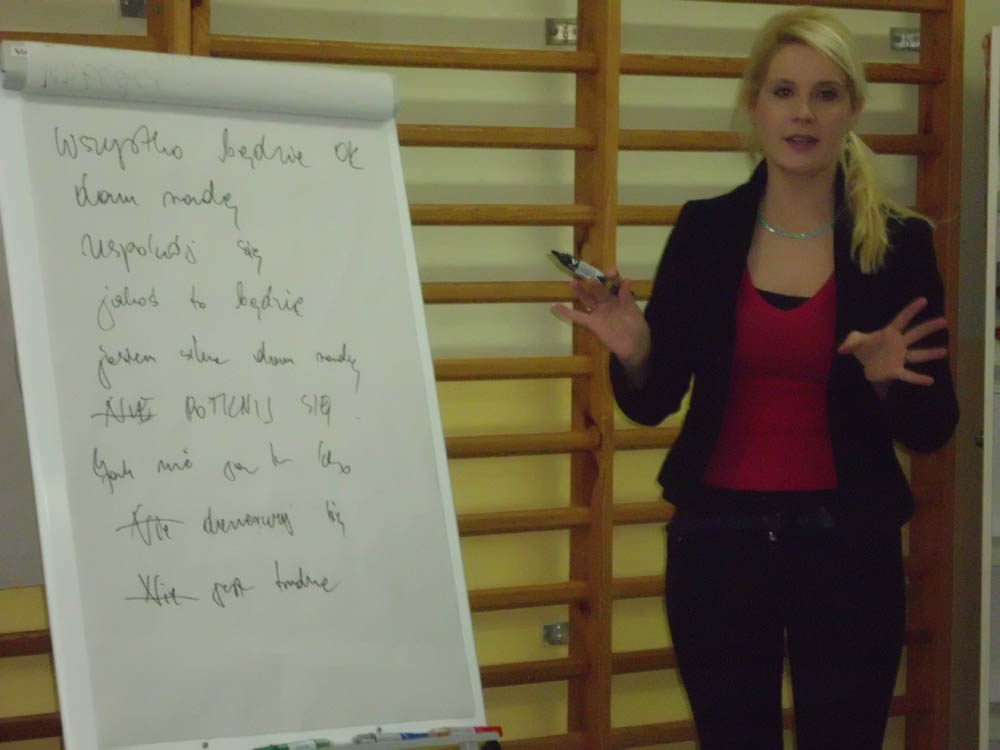 Wszystko będzie ok
dam radę
uspokój się
jakoś to będzie
jestem silna dam radę
Nie POTKNIJ SIĘ.
jak nie ja to kto
Nie denerwuj się
Nie jest trudne